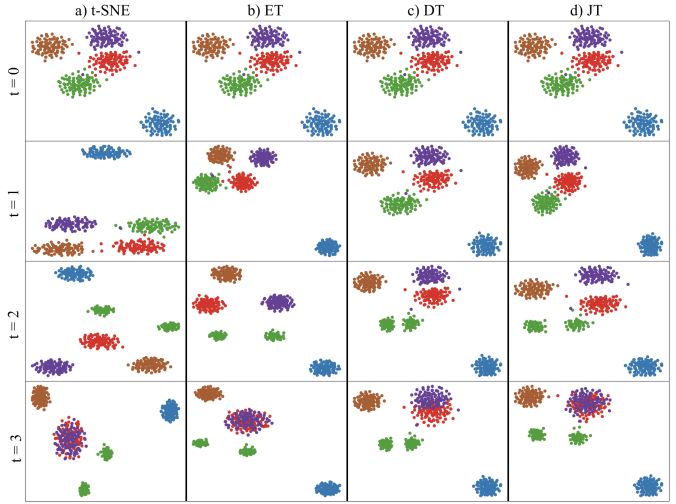 a) t-SNE b) ET c) DT d) JT
t = 0
t = 1
t = 2
t = 3